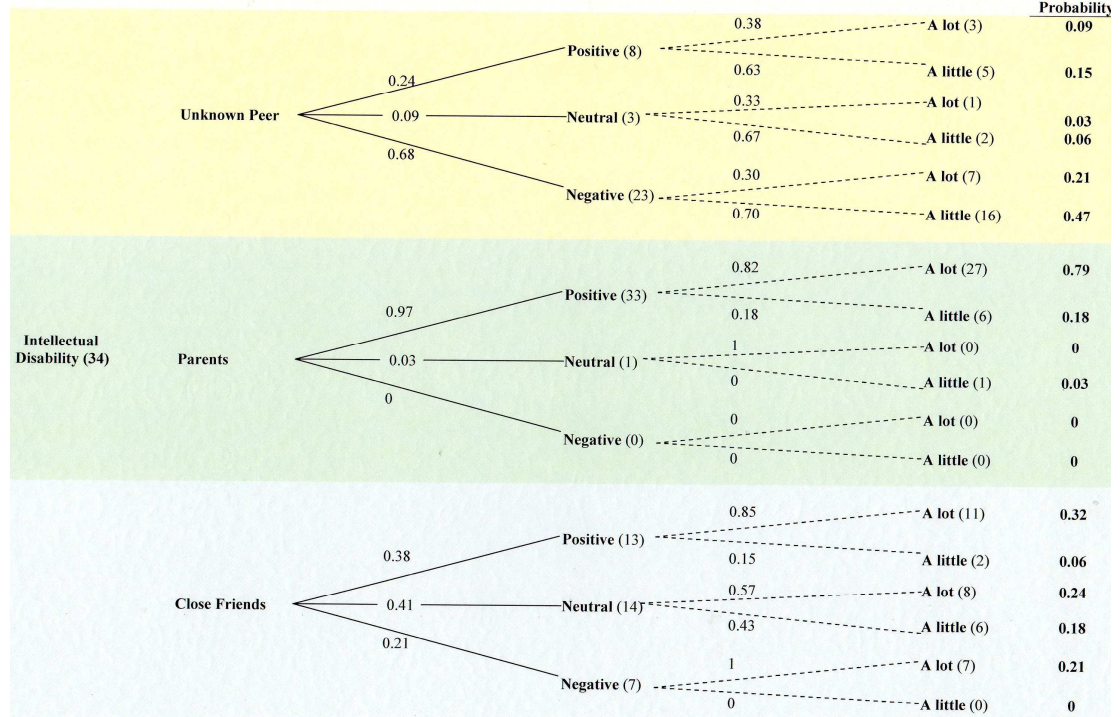 Probability
0.38 A lot (3) 0.09
Positive (8)
0.24 0.63 A little (5) 0.15
0.33 A lot (1)
Unknown Peer 0.09 Neutral (3) 0.03
0.67 A little (2) 0.06
0.68
0.30 A lot (7) 0.21
Negative (23)
0.70 A little (16) 0.47
0.82 A lot (27) 0.79
Positive (33)
0.97 0.18 A little (6) 0.18
Intellectual
Disability (34) Parents 0.03 Neutral (1) 1 A lot (0) 0
0 A little (1) 0.03
0
0 A lot (0) 0
Negative (0)
0 A little (0) 0
0.85 A lot (11) 0.32
Positive (13)
0.38 0.15 A little (2) 0.06
0.57 A lot (8) 0.24
Close Friends 0.41 Neutral (14)
0.43 A little (6) 0.18
0.21
1 A lot (7) 0.21
Negative (7)
0 A little (0) 0